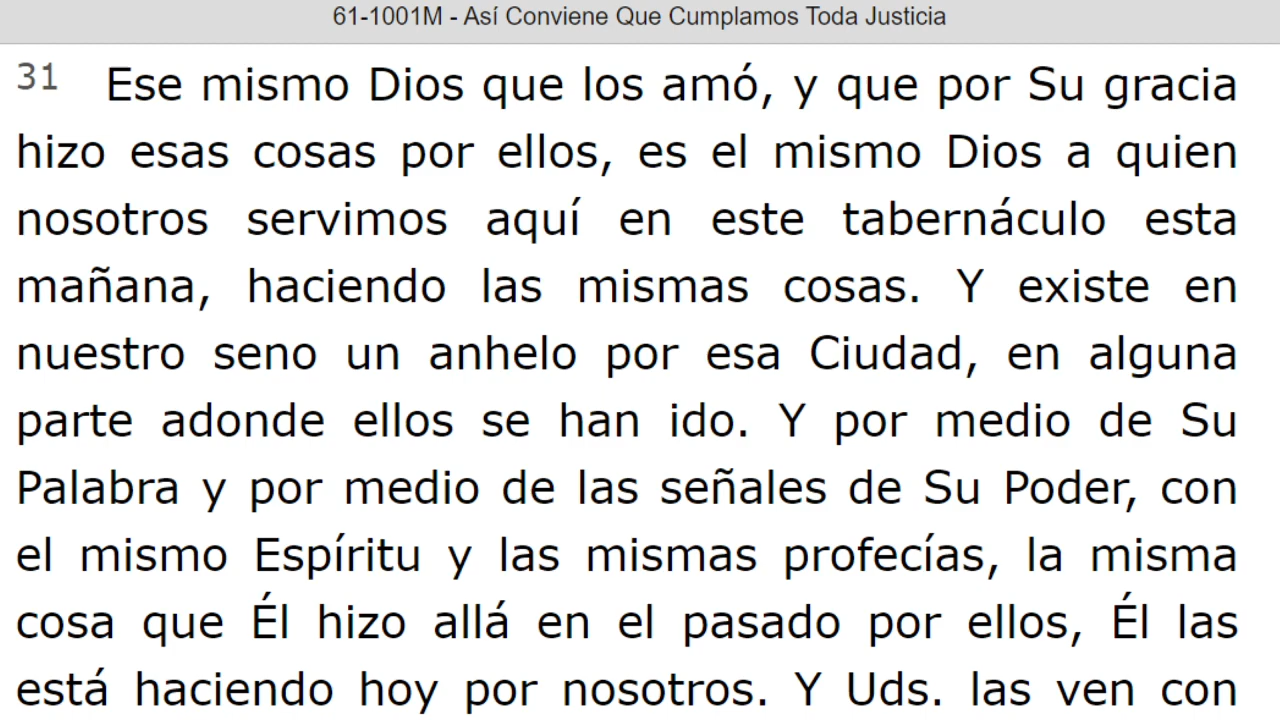 61-1001M - Así Conviene Que Cumplamos Toda Justicia
31 Ese mismo Dios que los amó, y que por Su gracia
hizo esas cosas por ellos, es el mismo Dios a quien
nosotros servimos aquí en este tabernáculo esta
mañana, haciendo las mismas cosas. Y existe en
nuestro seno un anhelo por esa Ciudad, en alguna
parte adonde ellos se han ido. Y por medio de Su
Palabra y por medio de las señales de Su Poder, con
el mismo Espíritu y las mismas profecías, la misma
cosa que Él hizo allá en el pasado por ellos, Él las
está haciendo hoy por nosotros. Y Uds. las ven con